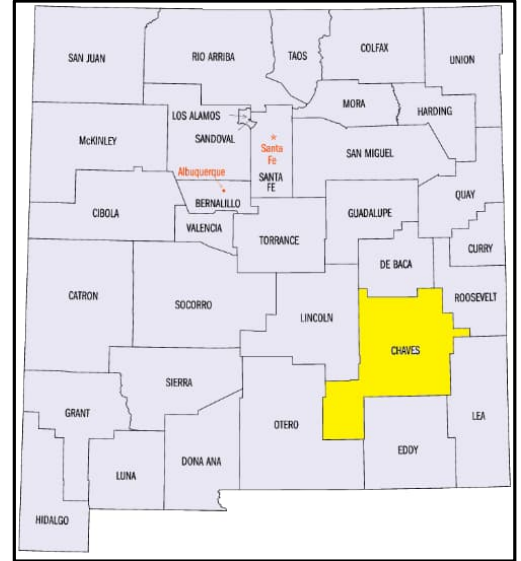 SAN JUAN
RIO ARRIBA
TAOS
COLFAX
UNION
MORA
HARDING
LOS ALAMOS
McKINLEY
SANDOVAL
Santa
Fe
SANTA
FE
SAN MIGUEL
Albuquerque
BERNALILLO
QUAY
CIBOLA
VALENCIA
GUADALUPE
TORRANCE
CURRY
DE BACA
CATRON
SOCORRO
LINCOLN
ROOSEVELT
CHAVES
SIERRA
GRANT
OTERO
LEA
EDDY
DONA ANA
LUNA
HIDALGO